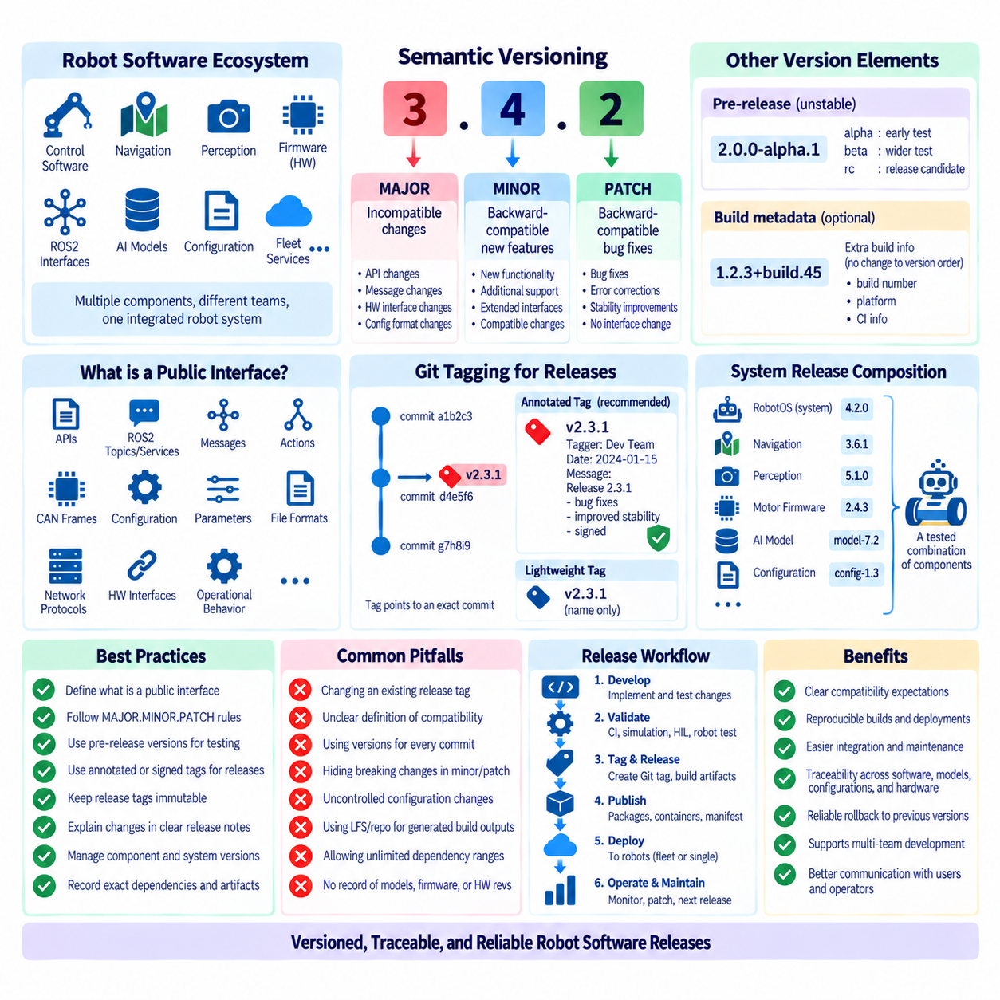 Robot Software Ecosystem
Control
Software
Navigation
Perception
Firmware
(HW)
ROS2
Interfaces
AI Models
Configuration
Fleet
Services
Multiple components, different teams,
one integrated robot system
Semantic Versioning
3 . 4 . 2
MAJOR
Incompatible
changes
• API changes
• Message changes
• HW interface changes
• Config format changes
MINOR
Backward-
compatible
new features
• New functionality
• Additional support
• Extended interfaces
• Compatible changes
PATCH
Backward-
compatible
bug fixes
• Bug fixes
• Error corrections
• Stability improvements
• No interface change
Other Version Elements
Pre-release (unstable)
2.0.0-alpha.1
alpha : early test
beta : wider test
rc : release candidate
Build metadata (optional)
1.2.3+build.45
Extra build info
(no change to version order)
• build number
• platform
• CI info
What is a Public Interface?
APIs
ROS2
Topics/Services
Messages
Actions
CAN Frames
Configuration
Parameters
File Formats
Network
Protocols
HW Interfaces
Operational
Behavior
Git Tagging for Releases
commit a1b2c3
v2.3.1
commit d4e5f6
commit g7h8i9
Tag points to an exact commit
Annotated Tag (recommended)
v2.3.1
Tagger: Dev Team
Date: 2024-01-15
Message:
Release 2.3.1
- bug fixes
- improved stability
- signed
Lightweight Tag
v2.3.1
(name only)
System Release Composition
RobotOS (system) 4.2.0
Navigation 3.6.1
Perception 5.1.0
Motor Firmware 2.4.3
AI Model model-7.2
Configuration config-1.3
A tested
combination
of components
Best Practices
Define what is a public interface
Follow MAJOR.MINOR.PATCH rules
Use pre-release versions for testing
Use annotated or signed tags for releases
Keep release tags immutable
Explain changes in clear release notes
Manage component and system versions
Record exact dependencies and artifacts
Common Pitfalls
Changing an existing release tag
Unclear definition of compatibility
Using versions for every commit
Hiding breaking changes in minor/patch
Uncontrolled configuration changes
Using LFS/repo for generated build outputs
Allowing unlimited dependency ranges
No record of models, firmware, or HW revs
Release Workflow
1. Develop
Implement and test changes
2. Validate
CI, simulation, HIL, robot test
3. Tag & Release
Create Git tag, build artifacts
4. Publish
Packages, containers, manifest
5. Deploy
To robots (fleet or single)
6. Operate & Maintain
Monitor, patch, next release
Benefits
Clear compatibility expectations
Reproducible builds and deployments
Easier integration and maintenance
Traceability across software, models,
configurations, and hardware
Reliable rollback to previous versions
Supports multi-team development
Better communication with users
and operators
Versioned, Traceable, and Reliable Robot Software Releases